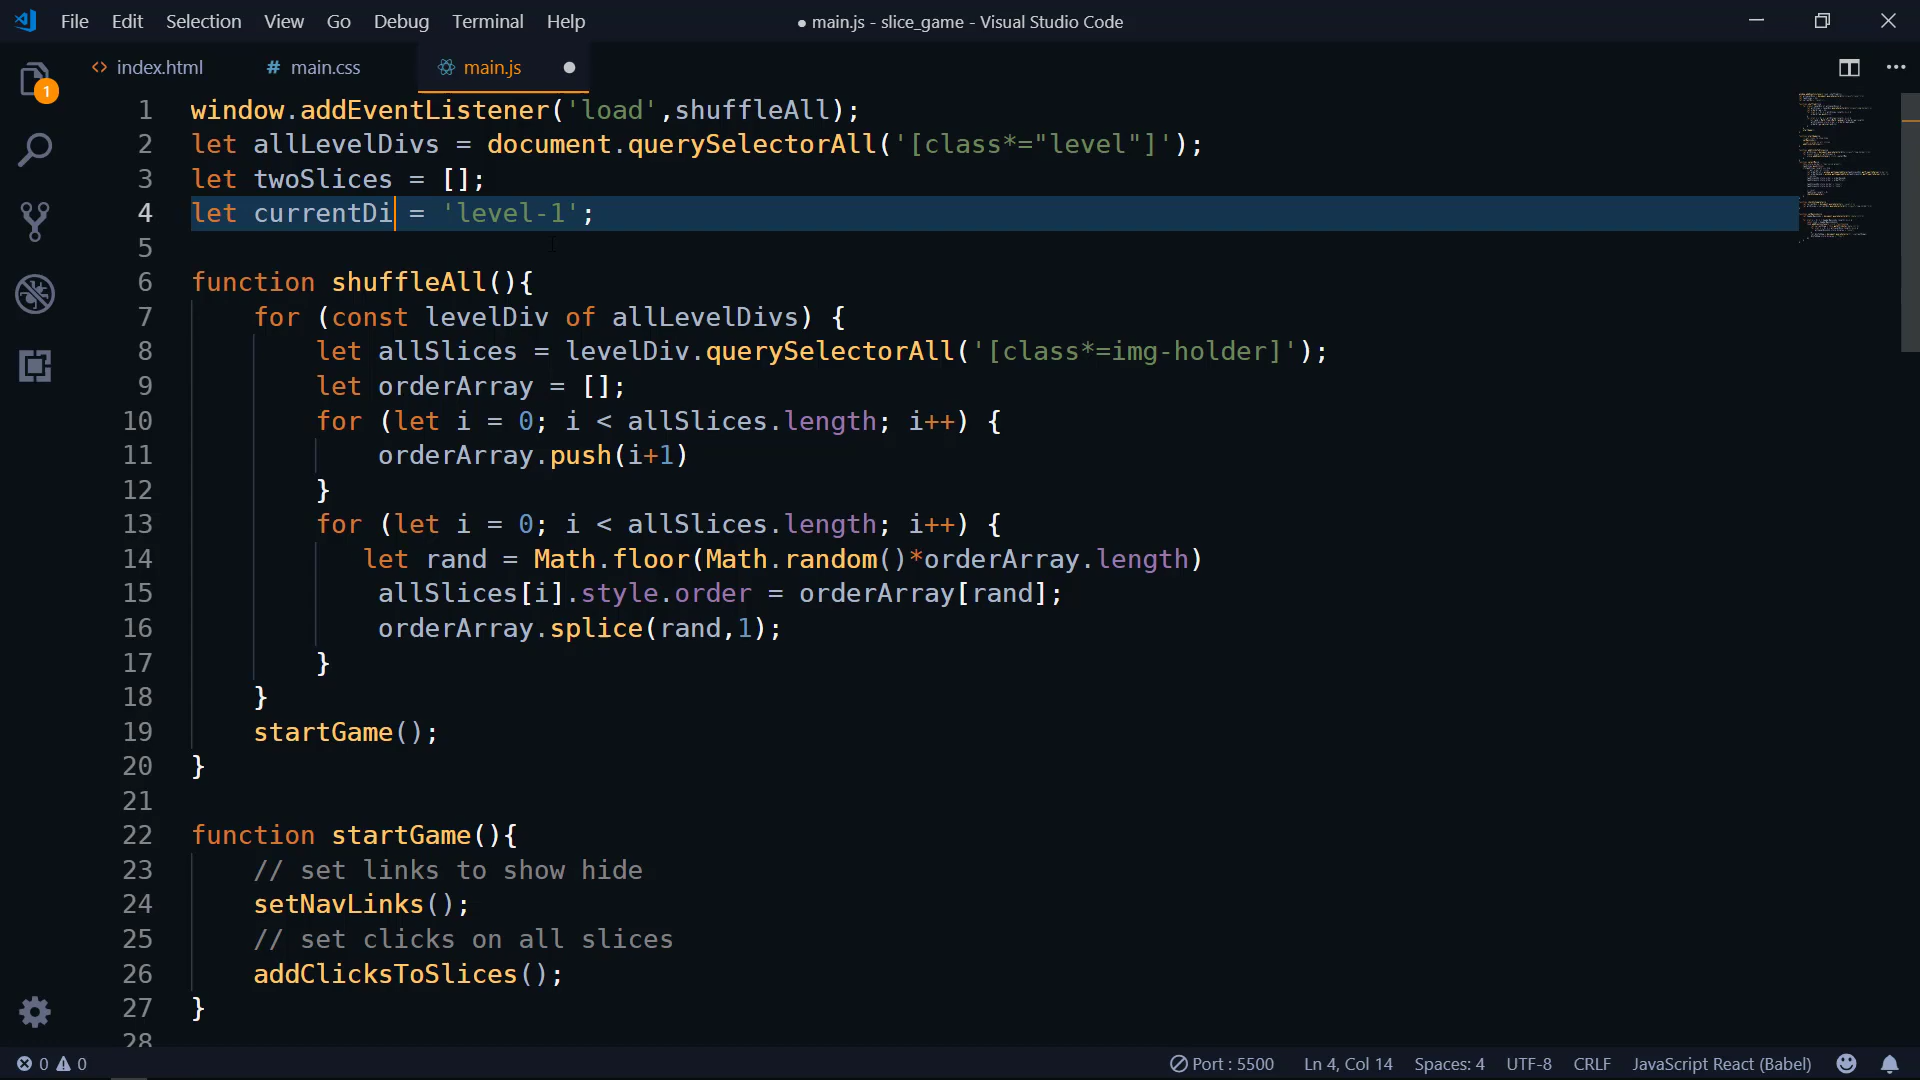 File Edit Selection View Go Debug Terminal Help
● main.js - slice_game - Visual Studio Code
1
<> index.html # main.css main.js ●
1 window.addEventListener('load',shuffleAll);
2 let allLevelDivs = document.querySelectorAll('[class*="level"]');
3 let twoSlices = [];
4 let currentDi = 'level-1';
5
6 function shuffleAll(){
7 for (const levelDiv of allLevelDivs) {
8 let allSlices = levelDiv.querySelectorAll('[class*=img-holder]');
9 let orderArray = [];
10 for (let i = 0; i < allSlices.length; i++) {
11 orderArray.push(i+1)
12 }
13 for (let i = 0; i < allSlices.length; i++) {
14 let rand = Math.floor(Math.random()*orderArray.length)
15 allSlices[i].style.order = orderArray[rand];
16 orderArray.splice(rand,1);
17 }
18 }
19 startGame();
20 }
21
22 function startGame(){
23 // set links to show hide
24 setNavLinks();
25 // set clicks on all slices
26 addClicksToSlices();
27 }
28
0 0 Port : 5500 Ln 4, Col 14 Spaces: 4 UTF-8 CRLF JavaScript React (Babel)